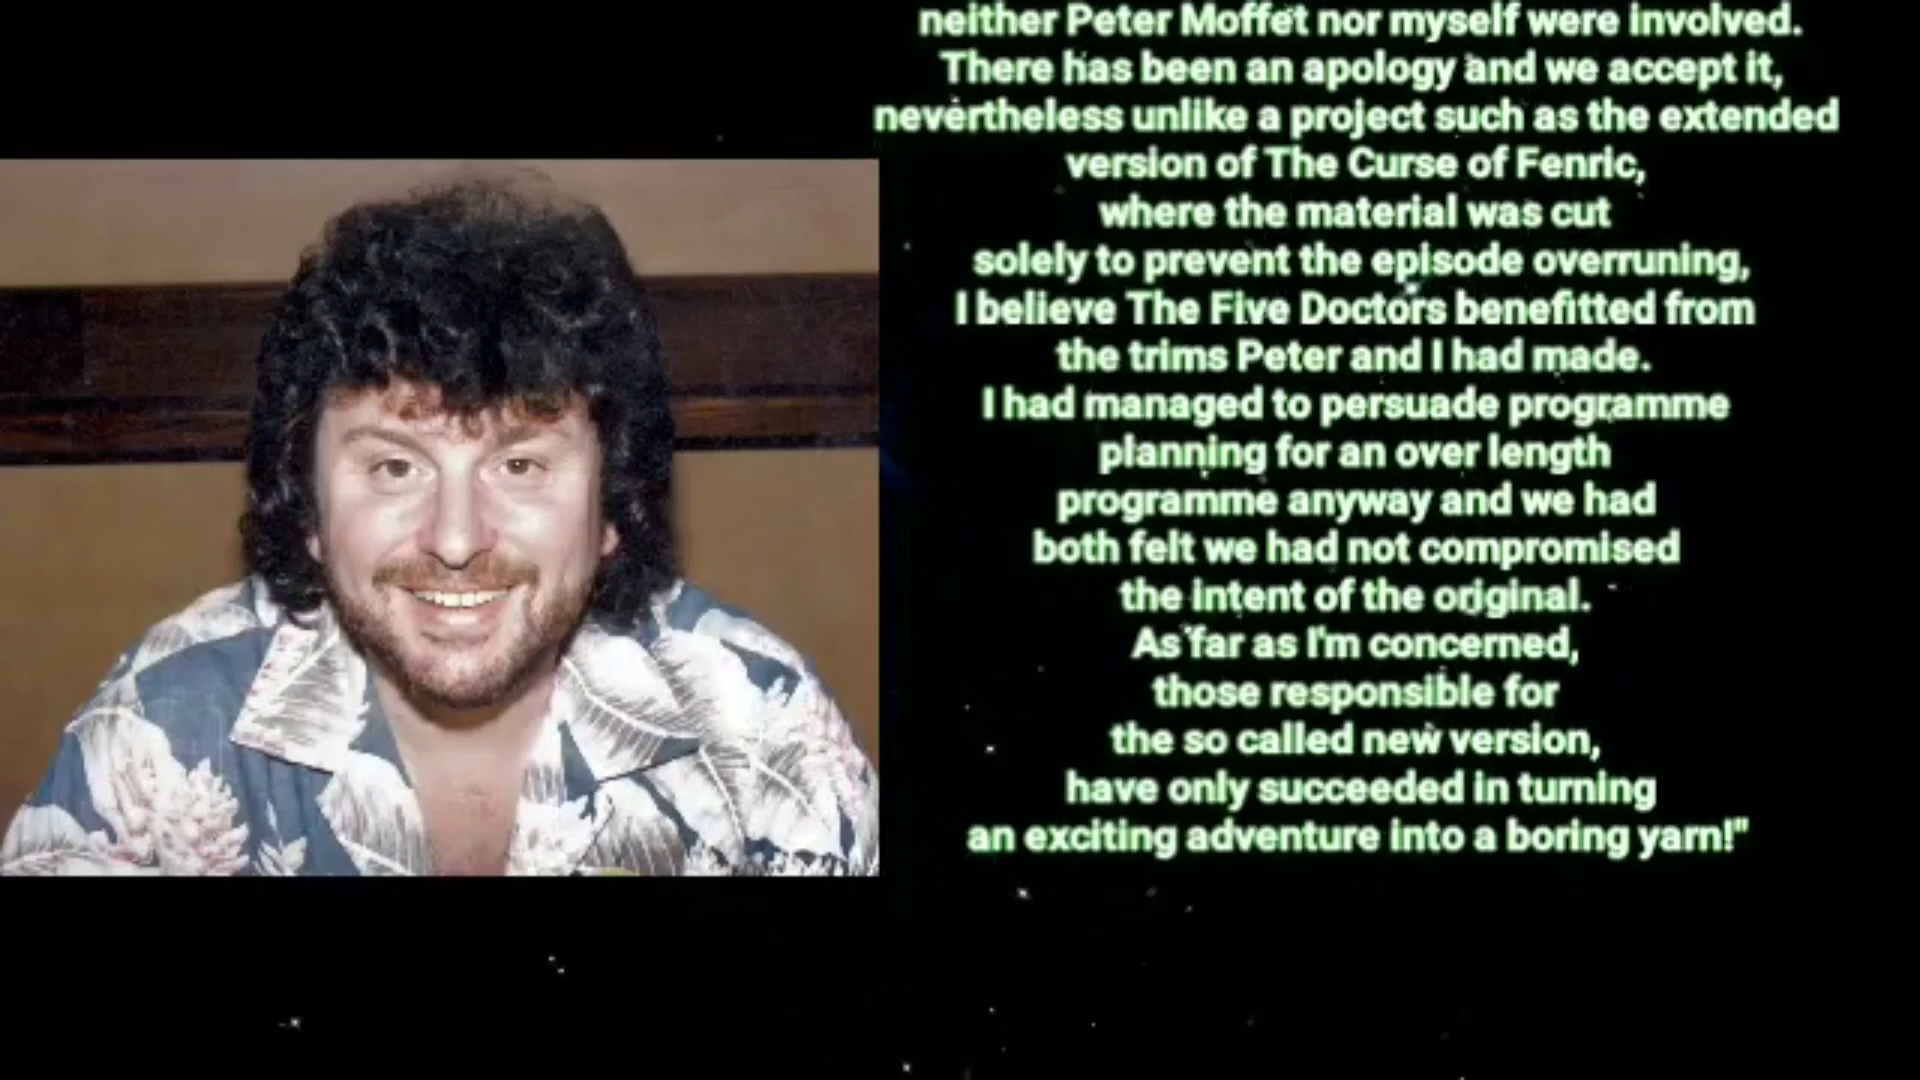 neither Peter Moffet nor myself were involved.
There has been an apology and we accept it,
nevertheless unlike a project such as the extended
version of The Curse of Fenric,
where the material was cut
solely to prevent the episode overruning,
I believe The Five Doctors benefitted from
the trims Peter and I had made.
I had managed to persuade programme
planning for an over length
programme anyway and we had
both felt we had not compromised
the intent of the original.
As far as I'm concerned,
those responsible for
the so called new version,
have only succeeded in turning
an exciting adventure into a boring yarn!"